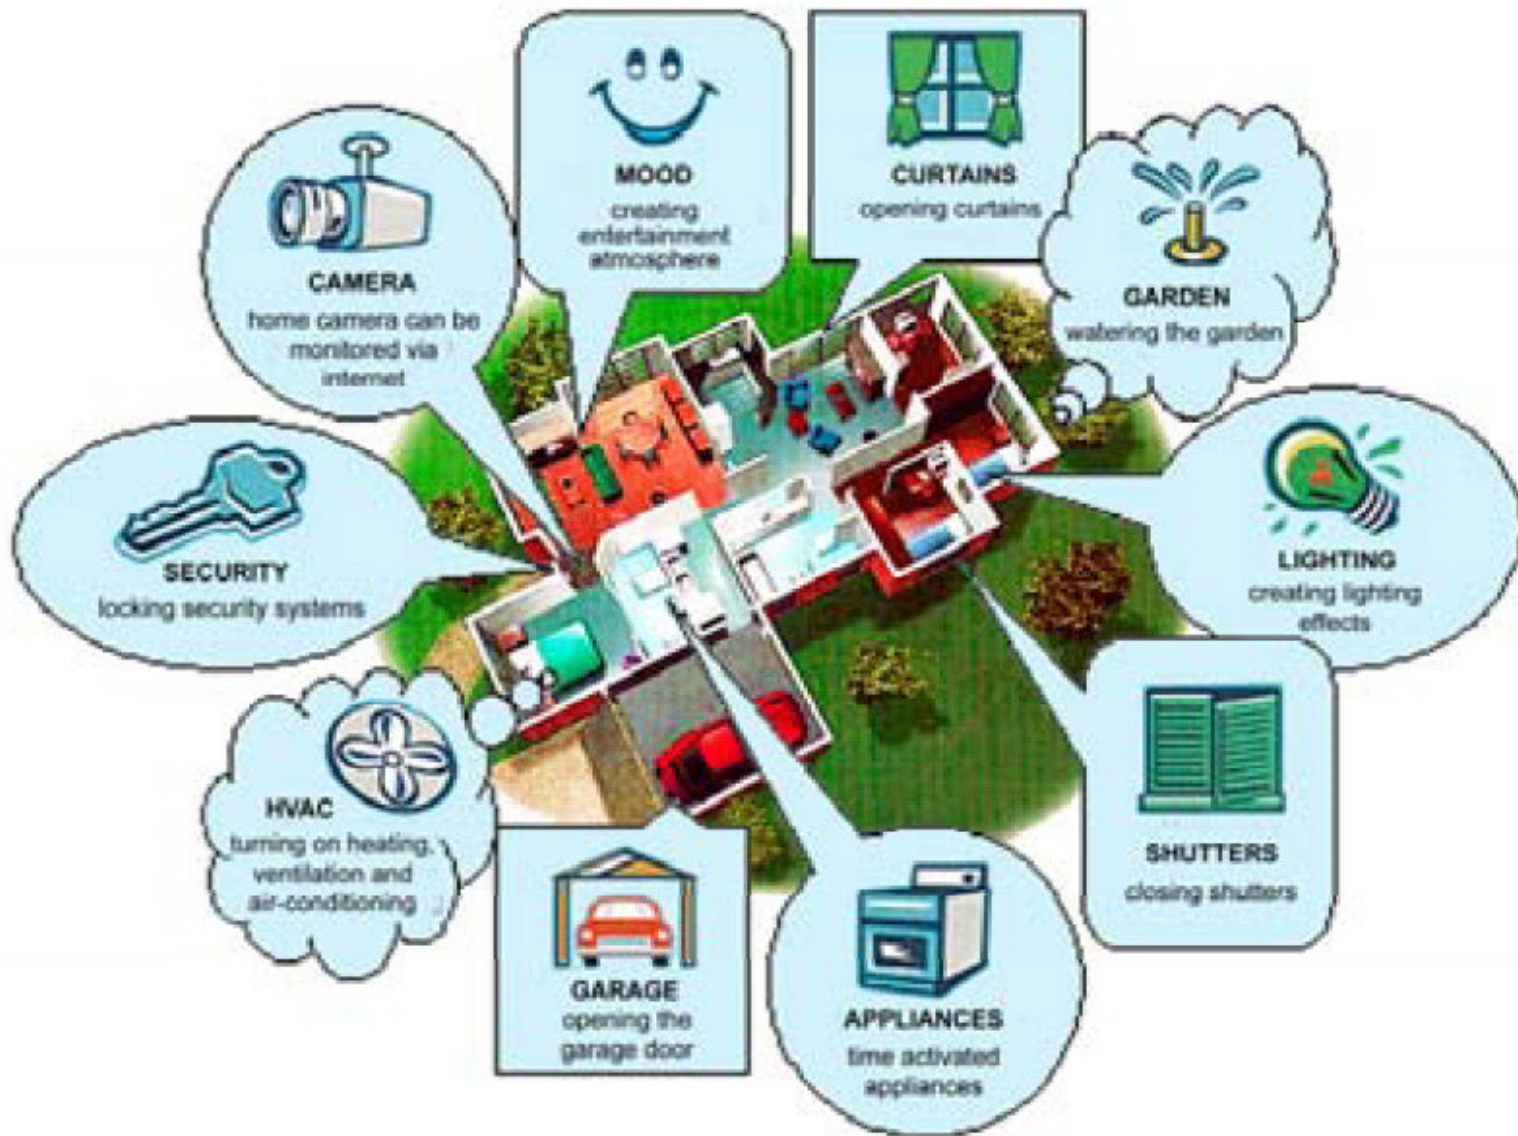 MOOD
creating
entertainment
atmosphere
CURTAINS
opening curtains
CAMERA
home camera can be
monitored via
internet
GARDEN
watering the garden
SECURITY
locking security systems
LIGHTING
creating lighting
effects
HVAC
turning on heating,
ventilation and
air-conditioning
SHUTTERS
closing shutters
GARAGE
opening the
garage door
APPLIANCES
time activated
appliances